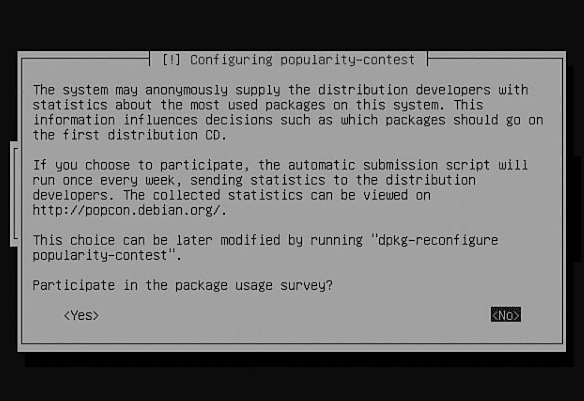 [!] Configuring popularity-contest
The system may anonymously supply the distribution developers with
statistics about the most used packages on this system. This
information influences decisions such as which packages should go on
the first distribution CD.
If you choose to participate, the automatic submission script will
run once every week, sending statistics to the distribution
developers. The collected statistics can be viewed on
http://popcon.debian.org/.
This choice can be later modified by running "dpkg-reconfigure
popularity-contest".
Participate in the package usage survey?
<Yes> <No>